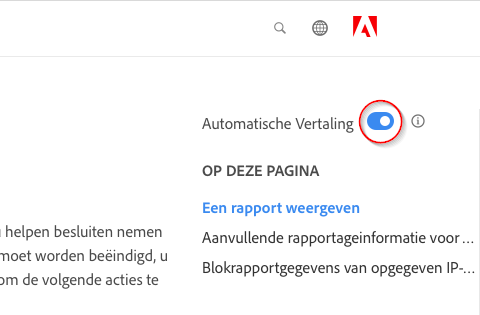 Automatische Vertaling
OP DEZE PAGINA
Een rapport weergeven
helpen besluiten nemen
Aanvullende rapportageinformatie voor ...
moet worden beëindigd, u
Blokrapportgegevens van opgegeven IP-...
om de volgende acties te